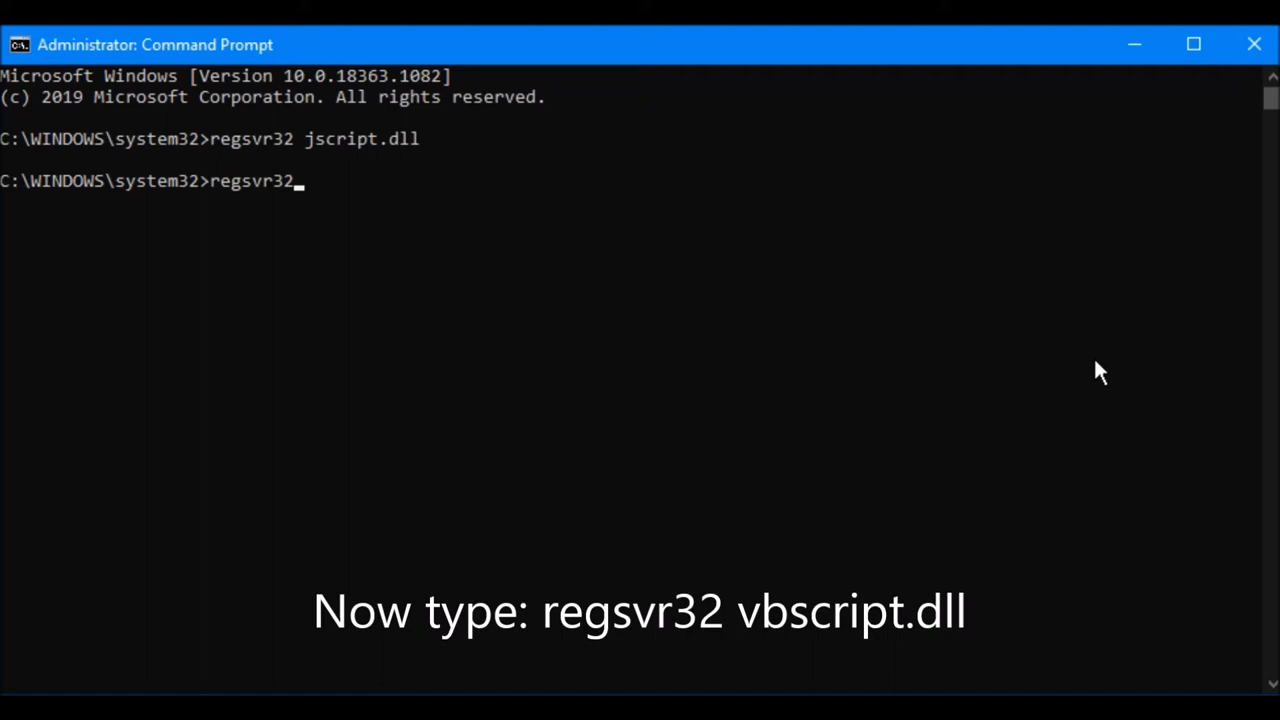 C:\. Administrator: Command Prompt
Microsoft Windows [Version 10.0.18363.1082]
(c) 2019 Microsoft Corporation. All rights reserved.
C:\WINDOWS\system32>regsvr32 jscript.dll
C:\WINDOWS\system32>regsvr32_
Now type: regsvr32 vbscript.dll